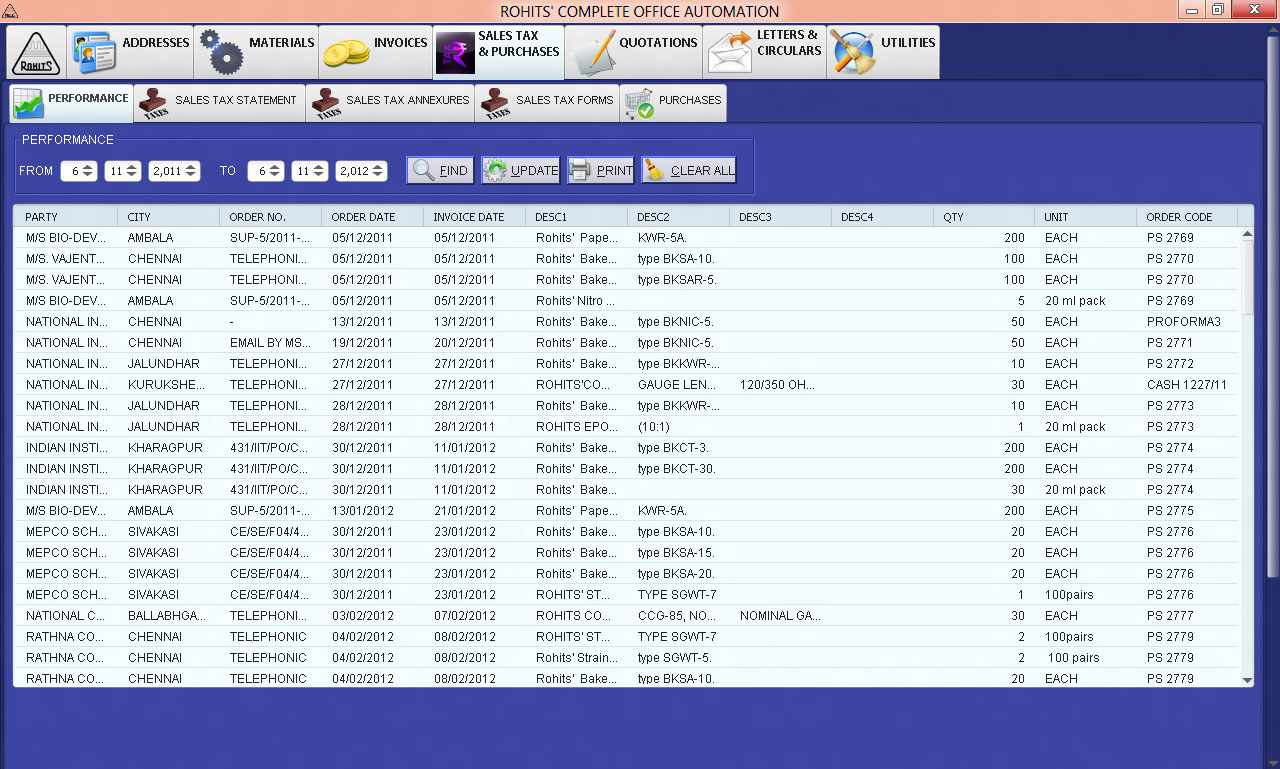 ROHITS' COMPLETE OFFICE AUTOMATION
ROHITS ADDRESSES MATERIALS INVOICES SALES TAX & PURCHASES QUOTATIONS LETTERS & CIRCULARS UTILITIES
PERFORMANCE TAXES SALES TAX STATEMENT TAXES SALES TAX ANNEXUES TAXES SALES TAX FORMS PURCHASES
PERFORMANCE
FROM 6 11 2,011 TO 6 11 2,012 FIND UPDATE PRINT CLEAR ALL
PARTY CITY ORDER NO. ORDER DATE INVOICE DATE DESC1 DESC2 DESC3 DESC4 QTY UNIT ORDER CODE
M/S BIO-DEV... AMBALA SUP-5/2011-... 05/12/2011 05/12/2011 Rohits' Pape... KWR-5A. 200 EACH PS 2769
M/S. VAJENT... CHENNAI TELEPHONI... 05/12/2011 05/12/2011 Rohits' Bake... type BKSA-10. 100 EACH PS 2770
M/S. VAJENT... CHENNAI TELEPHONI... 05/12/2011 05/12/2011 Rohits' Bake... type BKSAR-5. 100 EACH PS 2770
M/S BIO-DEV... AMBALA SUP-5/2011-... 05/12/2011 05/12/2011 Rohits' Nitro ... 5 20 ml pack PS 2769
NATIONAL IN... CHENNAI - 13/12/2011 13/12/2011 Rohits' Bake... type BKNIC-5. 50 EACH PROFORMA3
NATIONAL IN... CHENNAI EMAIL BY MS... 19/12/2011 20/12/2011 Rohits' Bake... type BKNIC-5. 50 EACH PS 2771
NATIONAL IN... JALUNDHAR TELEPHONI... 27/12/2011 27/12/2011 Rohits' Bake... type BKKWR-... 10 EACH PS 2772
NATIONAL IN... KURUKSHE... TELEPHONI... 27/12/2011 27/12/2011 ROHITS'CO... GAUGE LEN... 120/350 OH... 30 EACH CASH 1227/11
NATIONAL IN... JALUNDHAR TELEPHONI... 28/12/2011 28/12/2011 Rohits' Bake... type BKKWR-... 10 EACH PS 2773
NATIONAL IN... JALUNDHAR TELEPHONI... 28/12/2011 28/12/2011 ROHITS EPO... (10:1) 1 20 ml pack PS 2773
INDIAN INSTI... KHARAGPUR 431/IIT/PO/C... 30/12/2011 11/01/2012 Rohits' Bake... type BKCT-3. 200 EACH PS 2774
INDIAN INSTI... KHARAGPUR 431/IIT/PO/C... 30/12/2011 11/01/2012 Rohits' Bake... type BKCT-30. 200 EACH PS 2774
INDIAN INSTI... KHARAGPUR 431/IIT/PO/C... 30/12/2011 11/01/2012 Rohits' Bake... 30 20 ml pack PS 2774
M/S BIO-DEV... AMBALA SUP-5/2011-... 13/01/2012 21/01/2012 Rohits' Pape... KWR-5A. 200 EACH PS 2775
MEPCO SCH... SIVAKASI CE/SE/F04/4... 30/12/2011 23/01/2012 Rohits' Bake... type BKSA-10. 20 EACH PS 2776
MEPCO SCH... SIVAKASI CE/SE/F04/4... 30/12/2011 23/01/2012 Rohits' Bake... type BKSA-15. 20 EACH PS 2776
MEPCO SCH... SIVAKASI CE/SE/F04/4... 30/12/2011 23/01/2012 Rohits' Bake... type BKSA-20. 20 EACH PS 2776
MEPCO SCH... SIVAKASI CE/SE/F04/4... 30/12/2011 23/01/2012 ROHITS' ST... TYPE SGWT-7 1 100pairs PS 2776
NATIONAL C... BALLABHGA... TELEPHONI... 03/02/2012 07/02/2012 ROHITS CO... CCG-85, NO... NOMINAL GA... 30 EACH PS 2777
RATHNA CO... CHENNAI TELEPHONIC 04/02/2012 08/02/2012 ROHITS' ST... TYPE SGWT-7 2 100pairs PS 2779
RATHNA CO... CHENNAI TELEPHONIC 04/02/2012 08/02/2012 Rohits' Strain... type SGWT-5. 2 100 pairs PS 2779
RATHNA CO... CHENNAI TELEPHONIC 04/02/2012 08/02/2012 Rohits' Bake... type BKSA-10. 20 EACH PS 2779